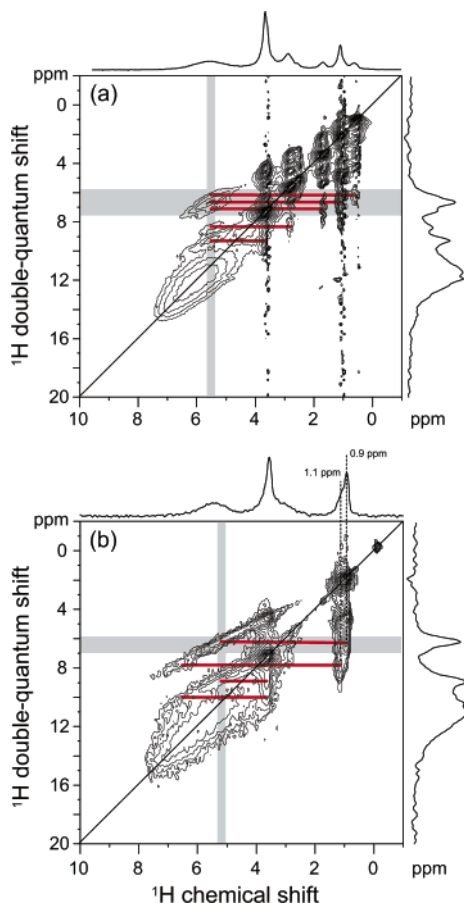 ppm
0
(a)
4
8
12
16
20
10
8
6
4
2
0
ppm
¹H double-quantum shift
0.9 ppm
1.1 ppm
ppm
0
(b)
4
8
12
16
20
10
8
6
4
2
0
ppm
¹H double-quantum shift
¹H chemical shift